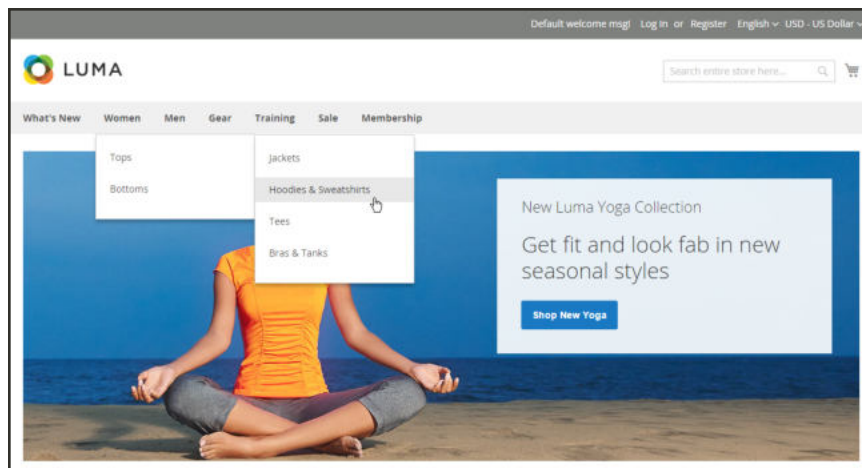 Default welcome msg! Log In or Register English USD - US Dollar
LUMA
Search entire store here...
What's New Women Men Gear Training Sale Membership
Tops
Bottoms
Jackets
Hoodies & Sweatshirts
Tees
Bras & Tanks
New Luma Yoga Collection
Get fit and look fab in new
seasonal styles
Shop New Yoga